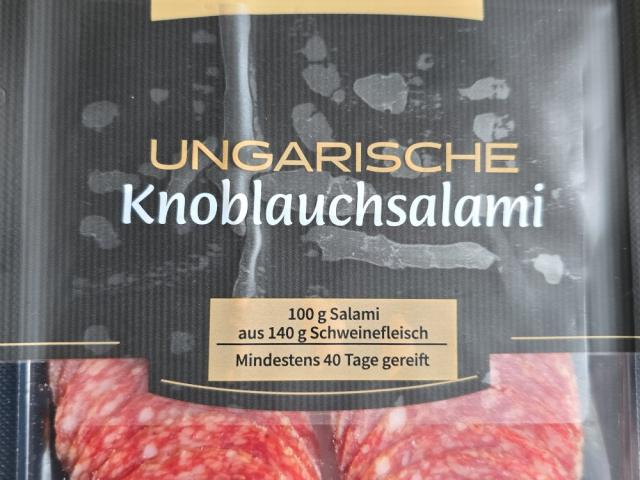 UNGARISCHE
Knoblauchsalami
100 g Salami
aus 140 g Schweinefleisch
Mindestens 40 Tage gereift